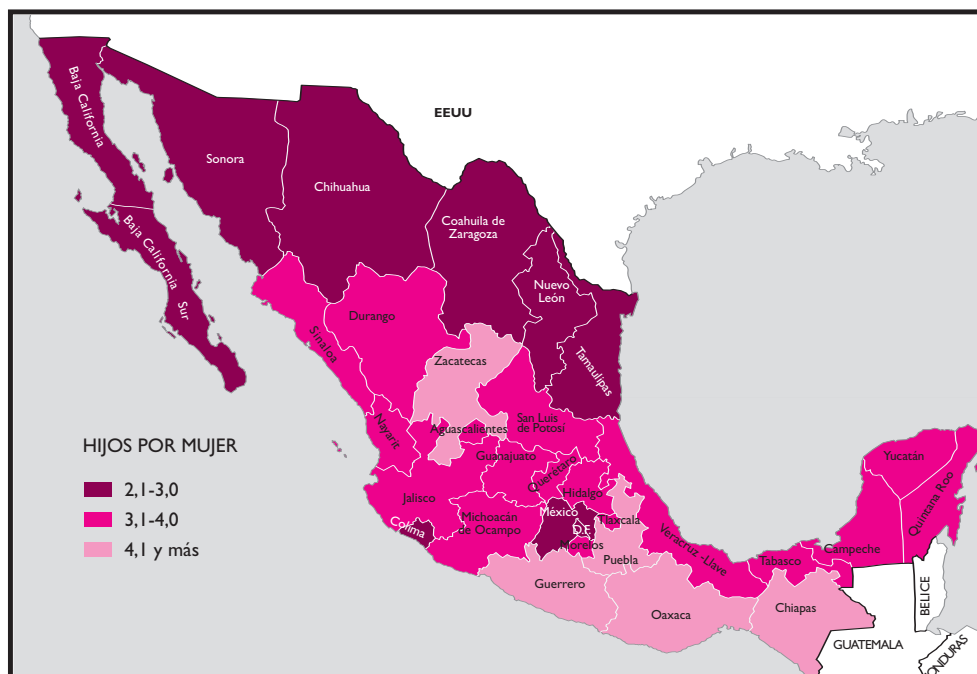 EEUU
Baja California
Sonora
Chihuahua
Coahuila de
Zaragoza
Baja California Sur
Nuevo
León
Durango
Sinaloa
Tamaulipas
Zacatecas
Nayarit
Aguascalientes
San Luis
de Potosí
HIJOS POR MUJER
2,1-3,0
3,1-4,0
4,1 y más
Guanajuato
Querétaro
Hidalgo
Yucatán
Quintana Roo
Jalisco
Colima
Michoacán
de Ocampo
México
D.F.
Tlaxcala
Morelos
Puebla
Veracruz -Llave
Tabasco
Campeche
Guerrero
Oaxaca
Chiapas
BELICE
GUATEMALA
ONDURAS